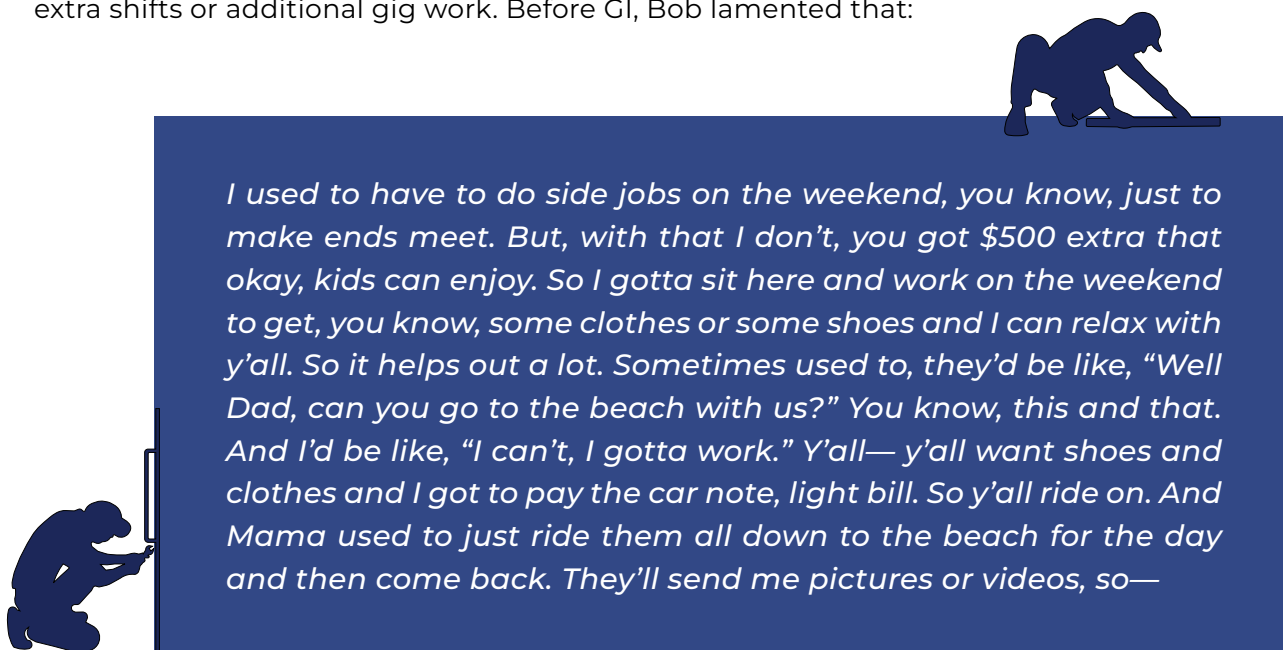 extra shifts or additional gig work. Before GI, Bob lamented that:
I used to have to do side jobs on the weekend, you know, just to
make ends meet. But, with that I don’t, you got $500 extra that
okay, kids can enjoy. So I gotta sit here and work on the weekend
to get, you know, some clothes or some shoes and I can relax with
y’all. So it helps out a lot. Sometimes used to, they’d be like, “Well
Dad, can you go to the beach with us?” You know, this and that.
And I’d be like, “I can’t, I gotta work.” Y’all— y’all want shoes and
clothes and I got to pay the car note, light bill. So y’all ride on. And
Mama used to just ride them all down to the beach for the day
and then come back. They’ll send me pictures or videos, so—